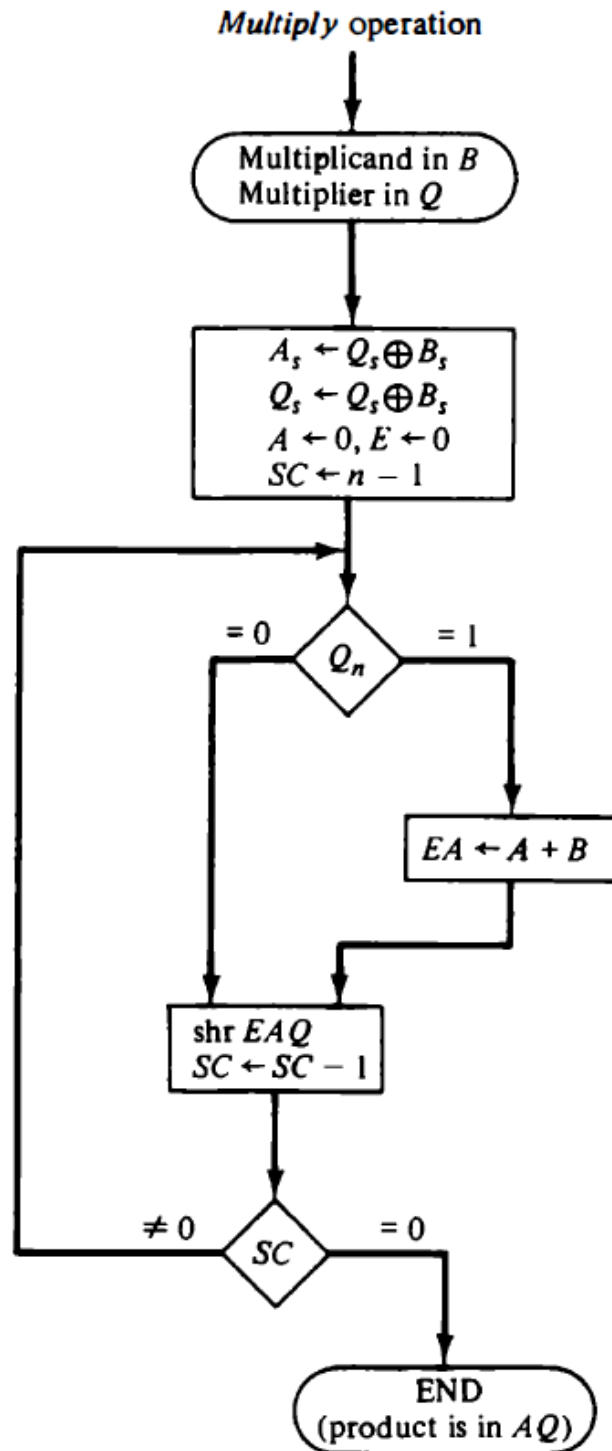 Multiply operation
Multiplicand in B
Multiplier in Q
A_s ← Q_s ⊕ B_s
Q_s ← Q_s ⊕ B_s
A ← 0, E ← 0
SC ← n − 1
= 0
= 1
Q_n
EA ← A + B
shr EAQ
SC ← SC − 1
≠ 0
= 0
SC
END
(product is in AQ)